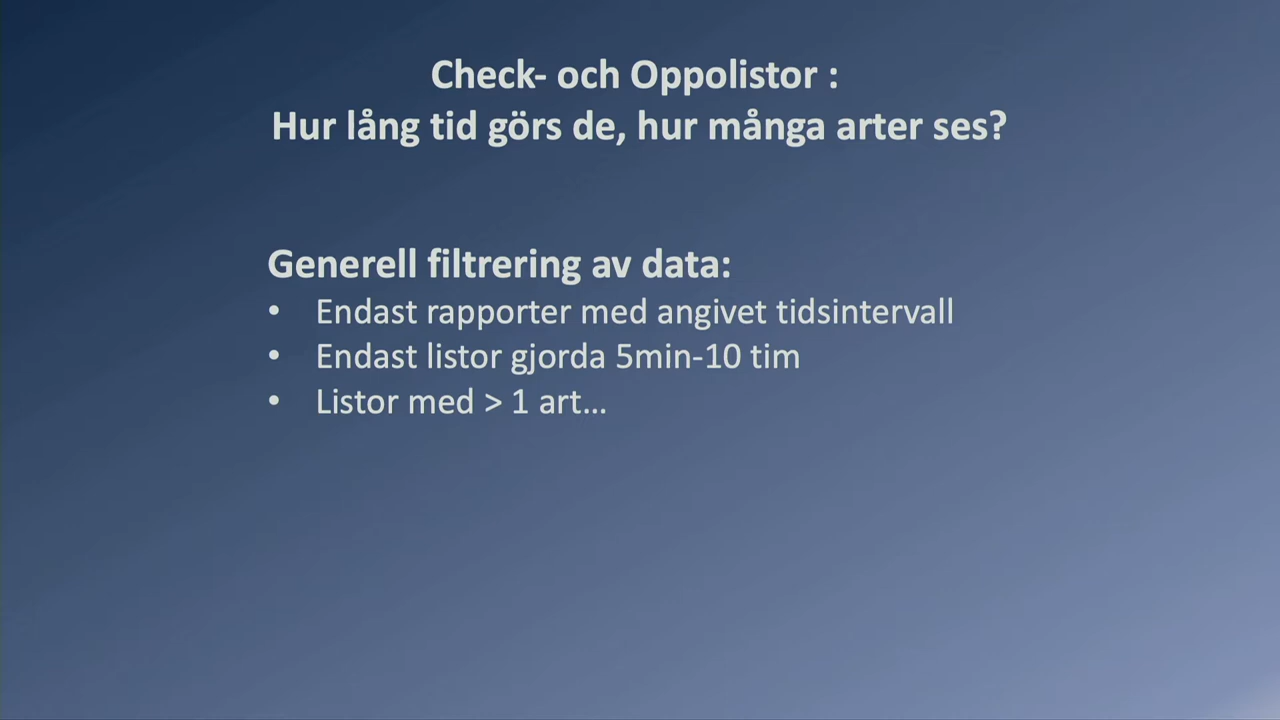 Check- och Oppolistor :
Hur lång tid görs de, hur många arter ses?
Generell filtrering av data:
• Endast rapporter med angivet tidsintervall
• Endast listor gjorda 5min-10 tim
• Listor med > 1 art…